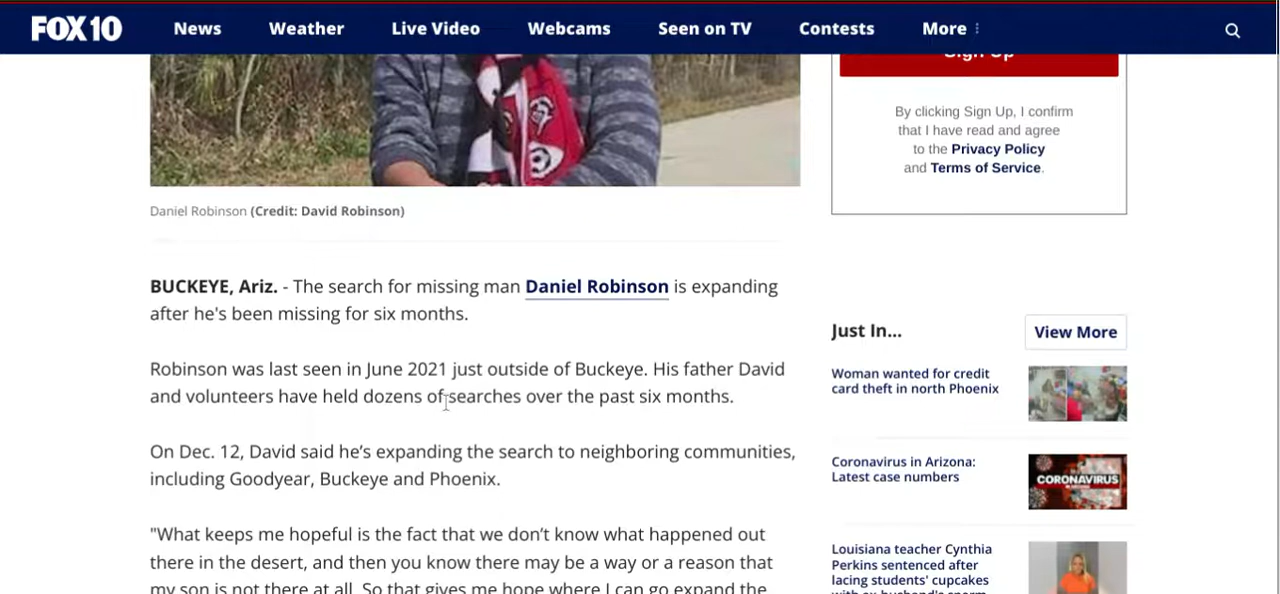 FOX 10 News Weather Live Video Webcams Seen on TV Contests More
Sign Up
By clicking Sign Up, I confirm
that I have read and agree
to the Privacy Policy
and Terms of Service.
Daniel Robinson (Credit: David Robinson)
BUCKEYE, Ariz. - The search for missing man Daniel Robinson is expanding
after he's been missing for six months.
Robinson was last seen in June 2021 just outside of Buckeye. His father David
and volunteers have held dozens of searches over the past six months.
On Dec. 12, David said he’s expanding the search to neighboring communities,
including Goodyear, Buckeye and Phoenix.
"What keeps me hopeful is the fact that we don’t know what happened out
there in the desert, and then you know there may be a way or a reason that
my son is not there at all. So that gives me hope where I can go expand the
Just In... View More
Woman wanted for credit
card theft in north Phoenix
Coronavirus in Arizona:
Latest case numbers
CORONAVIRUS
Louisiana teacher Cynthia
Perkins sentenced after
lacing students' cupcakes
with ex-husband's sperm